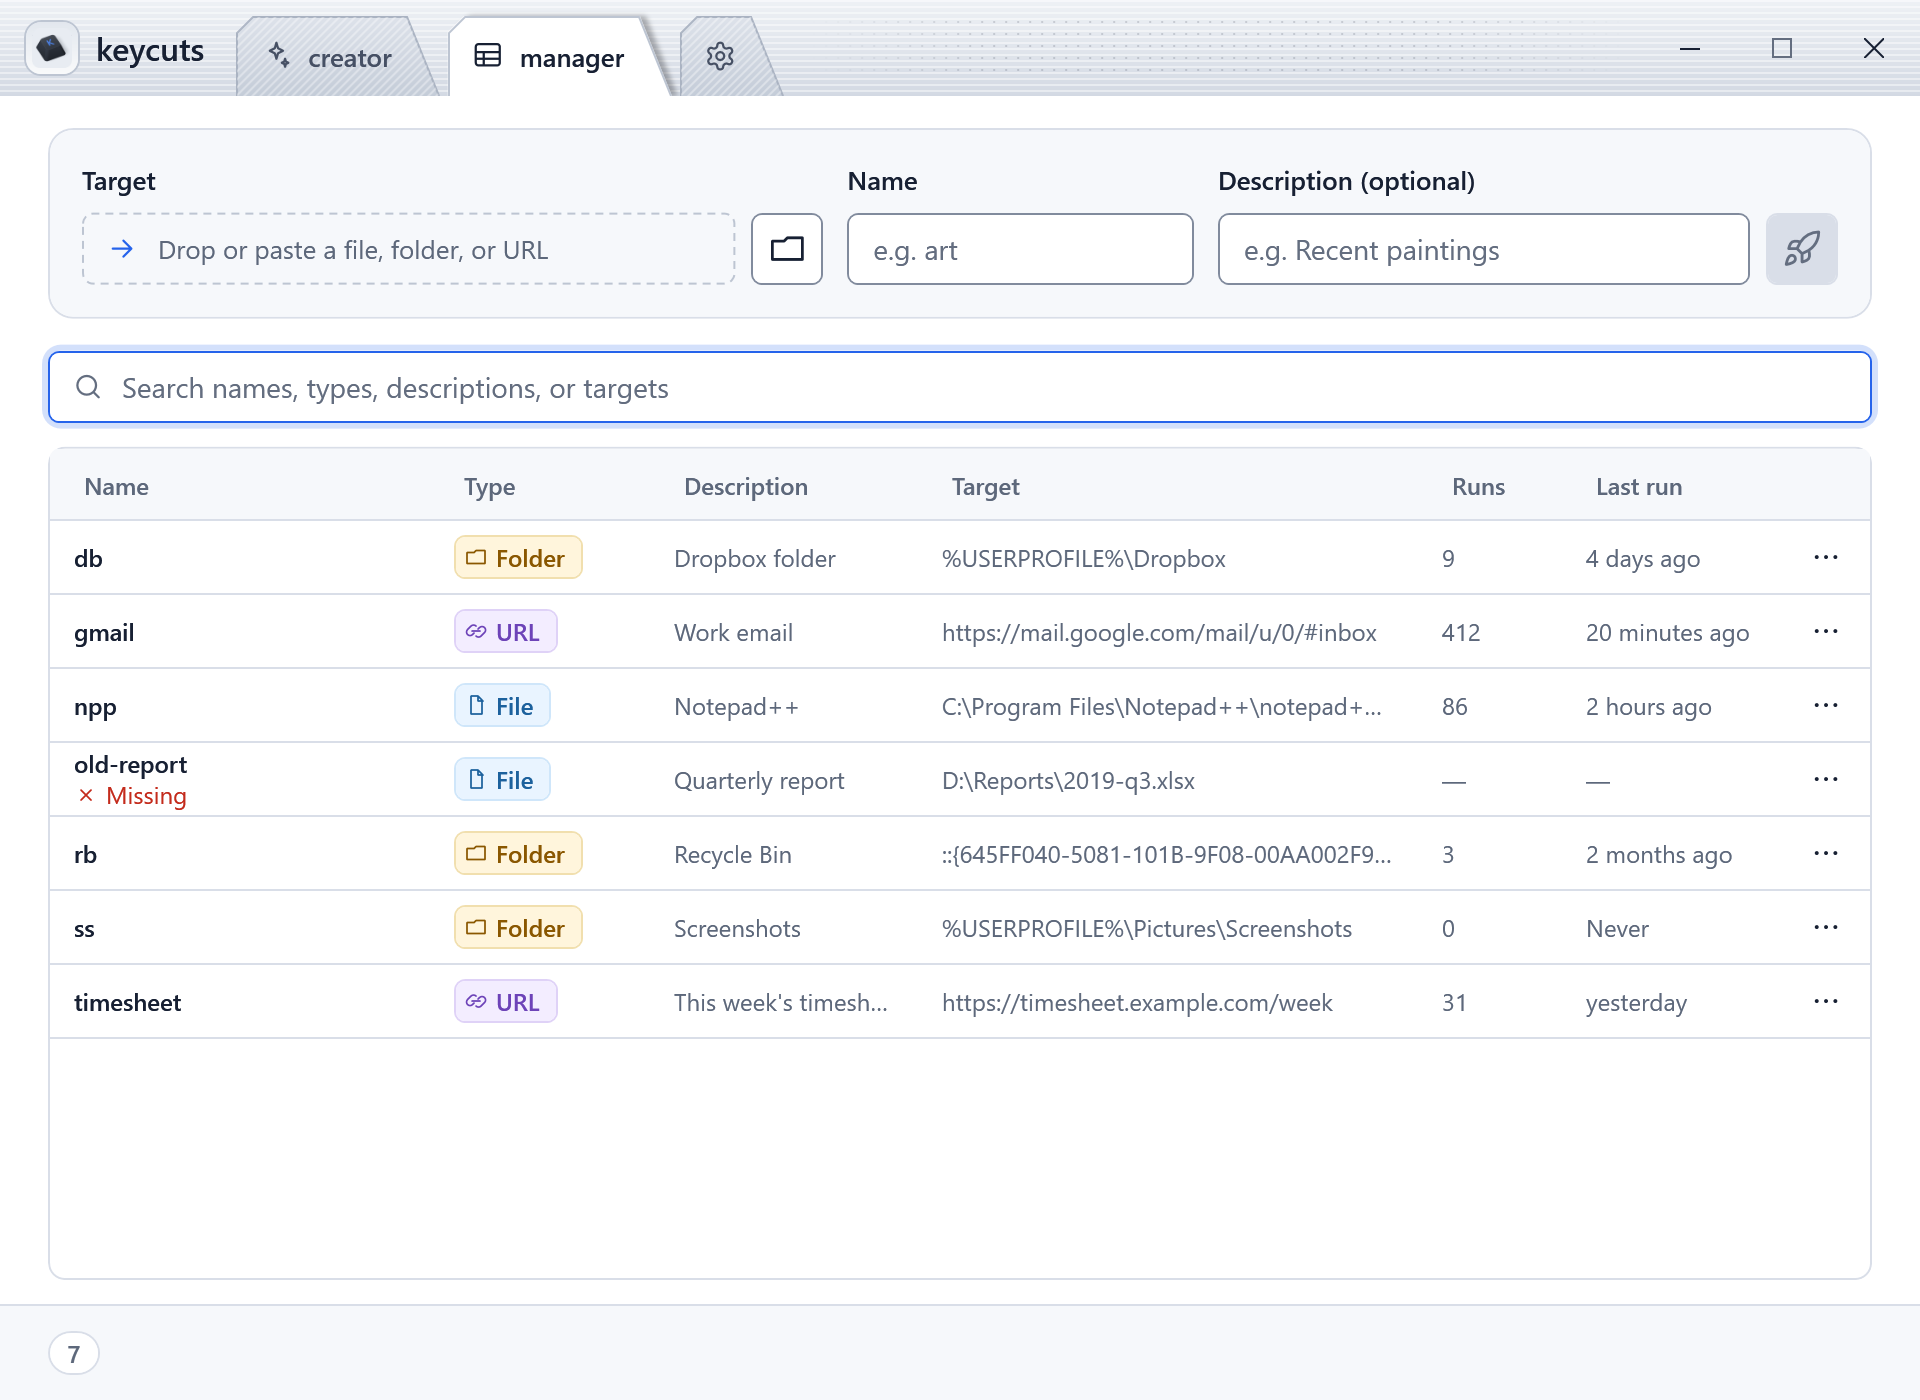 keycuts
creator
manager
Target
Name
Description (optional)
Drop or paste a file, folder, or URL
e.g. art
e.g. Recent paintings
Search names, types, descriptions, or targets
Name Type Description Target Runs Last run
db Folder Dropbox folder %USERPROFILE%\Dropbox 9 4 days ago ...
gmail URL Work email https://mail.google.com/mail/u/0/#inbox 412 20 minutes ago ...
npp File Notepad++ C:\Program Files\Notepad++\notepad+... 86 2 hours ago ...
old-report File Quarterly report D:\Reports\2019-q3.xlsx — — ...
× Missing
rb Folder Recycle Bin ::{645FF040-5081-101B-9F08-00AA002F9... 3 2 months ago ...
ss Folder Screenshots %USERPROFILE%\Pictures\Screenshots 0 Never ...
timesheet URL This week's timesh... https://timesheet.example.com/week 31 yesterday ...
7